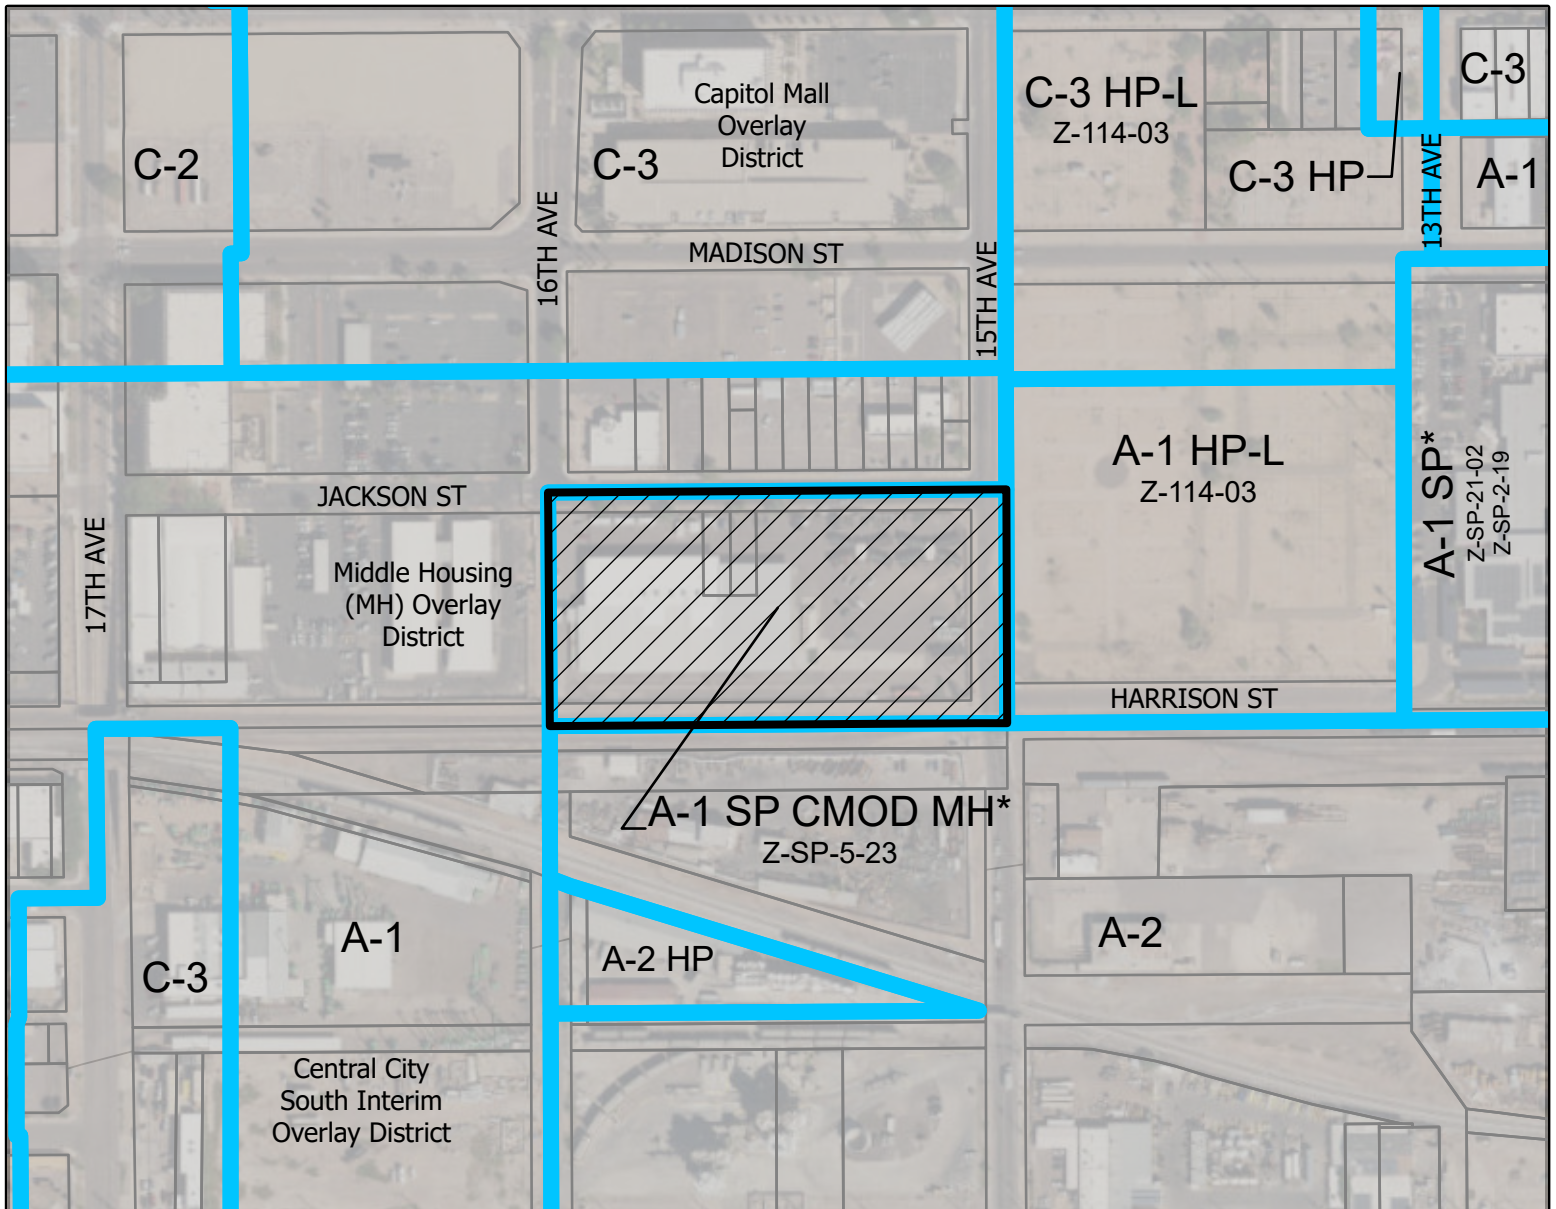 C-3
Capitol Mall
Overlay
District
C-3 HP-L
Z-114-03
C-2
C-3
C-3 HP
13TH AVE
A-1
16TH AVE
MADISON ST
15TH AVE
A-1 HP-L
Z-114-03
A-1 SP*
Z-SP-21-02
Z-SP-2-19
JACKSON ST
17TH AVE
Middle Housing
(MH) Overlay
District
HARRISON ST
A-1 SP CMOD MH*
Z-SP-5-23
A-1
A-2 HP
A-2
C-3
Central City
South Interim
Overlay District